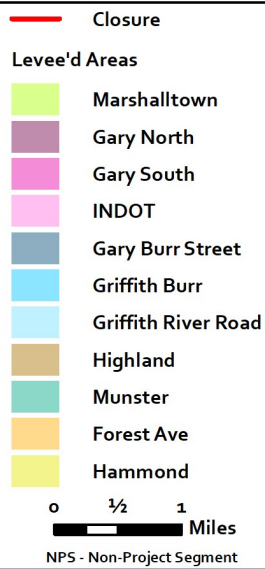 Closure
Levee'd Areas
Marshalltown
Gary North
Gary South
INDOT
Gary Burr Street
Griffith Burr
Griffith River Road
Highland
Munster
Forest Ave
Hammond
0 ½ 1
Miles
NPS - Non-Project Segment